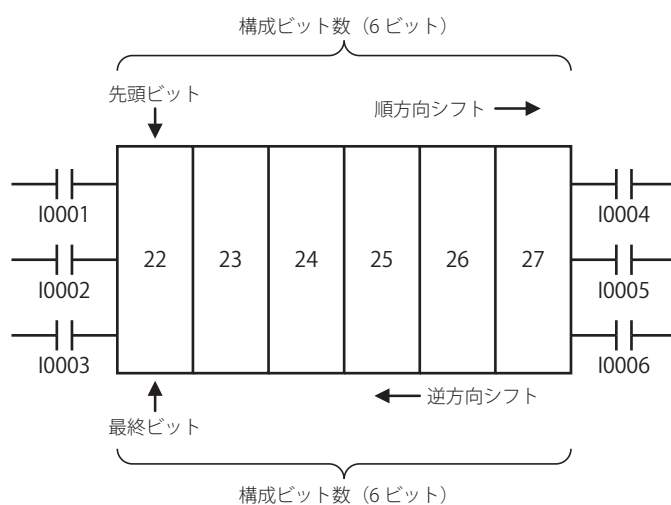 構成ビット数（6 ビット）
先頭ビット
順方向シフト
I0001
I0002
I0003
22
23
24
25
26
27
I0004
I0005
I0006
逆方向シフト
最終ビット
構成ビット数（6 ビット）